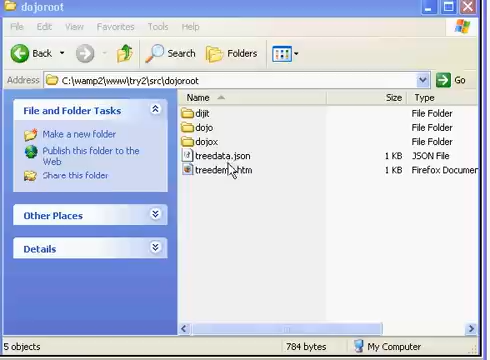 dojoroot
File Edit View Favorites Tools Help
Back Search Folders
Address C:\wamp2\www\try2\src\dojoroot Go
File and Folder Tasks
Make a new folder
Publish this folder to the
Web
Share this folder
Other Places
Details
Name Size Type
dijit File Folder
dojo File Folder
dojox File Folder
treedata.json 1 KB JSON File
1 KB Firefox Documen
5 objects 784 bytes My Computer